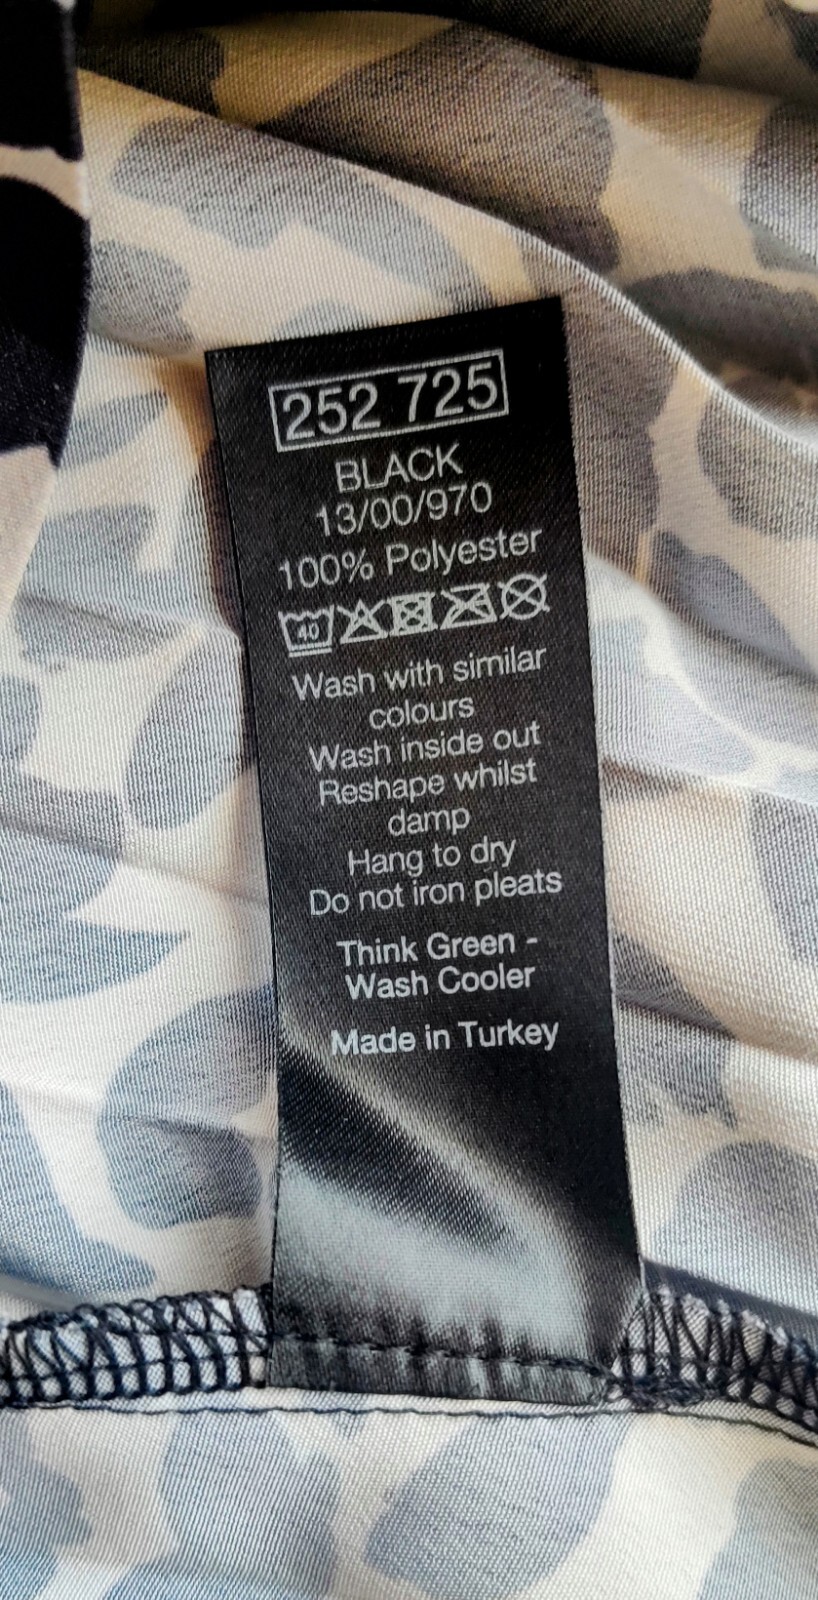 252 725
BLACK
13/00/970
100% Polyester
40
Wash with similar
colours
Wash inside out
Reshape whilst
damp
Hang to dry
Do not iron pleats
Think Green -
Wash Cooler
Made in Turkey